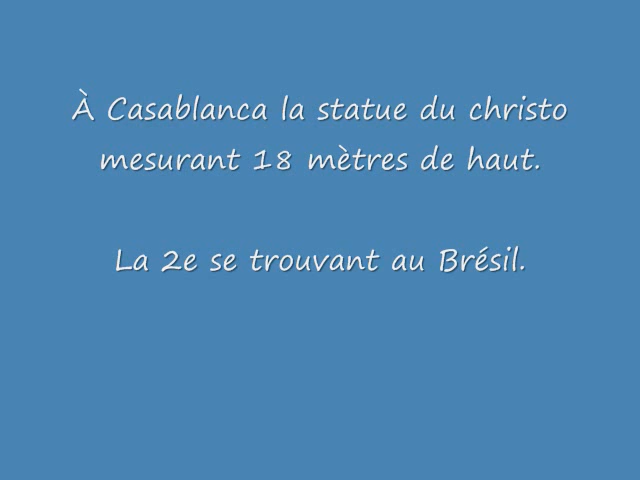 À Casablanca la statue du christo
mesurant 18 mètres de haut.
La 2e se trouvant au Brésil.